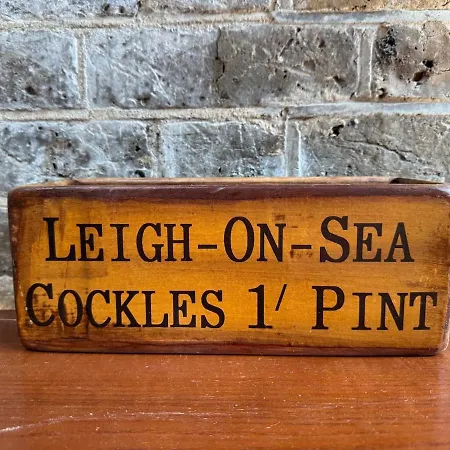 LEIGH-ON-SEA
COCKLES 1/ PINT